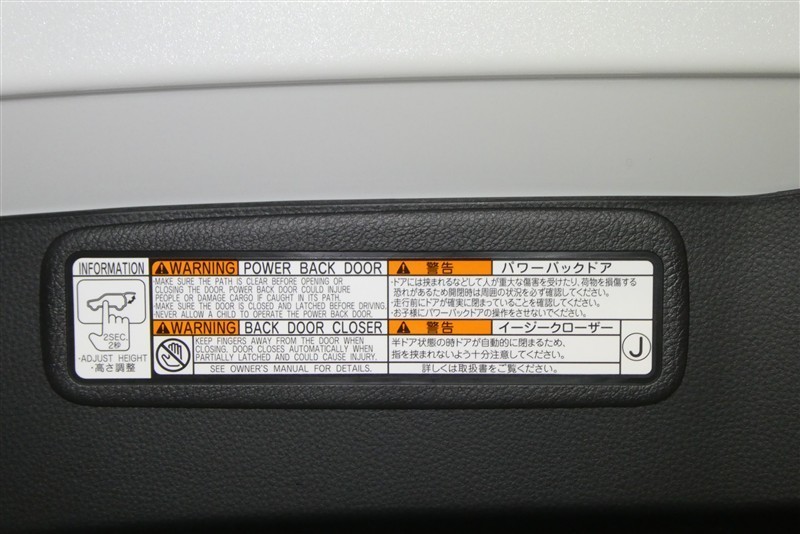 INFORMATION
2SEC.
2秒
・ADJUST HEIGHT
・高さ調整
WARNING POWER BACK DOOR
・MAKE SURE THE PATH IS CLEAR BEFORE OPENING OR
CLOSING THE DOOR. POWER BACK DOOR COULD INJURE
PEOPLE OR DAMAGE CARGO IF CAUGHT IN ITS PATH.
・MAKE SURE THE DOOR IS CLOSED AND LATCHED BEFORE DRIVING.
・NEVER ALLOW A CHILD TO OPERATE THE POWER BACK DOOR.
WARNING BACK DOOR CLOSER
KEEP FINGERS AWAY FROM THE DOOR WHEN
CLOSING. DOOR CLOSES AUTOMATICALLY WHEN
PARTIALLY LATCHED AND COULD CAUSE INJURY.
SEE OWNER'S MANUAL FOR DETAILS.
警告 パワーバックドア
・ドアには挟まれるなどして人が重大な傷害を受けたり、荷物を損傷する
恐れがあるため開閉時は周囲の状況を必ず確認してください。
・走行前にドアが確実に閉まっていることを確認してください。
・お子様にパワーバックドアの操作をさせないでください。
警告 イージークローザー
半ドア状態の時ドアが自動的に閉まるため、
指を挟まれないよう十分注意してください。
詳しくは取扱書をご覧ください。
J